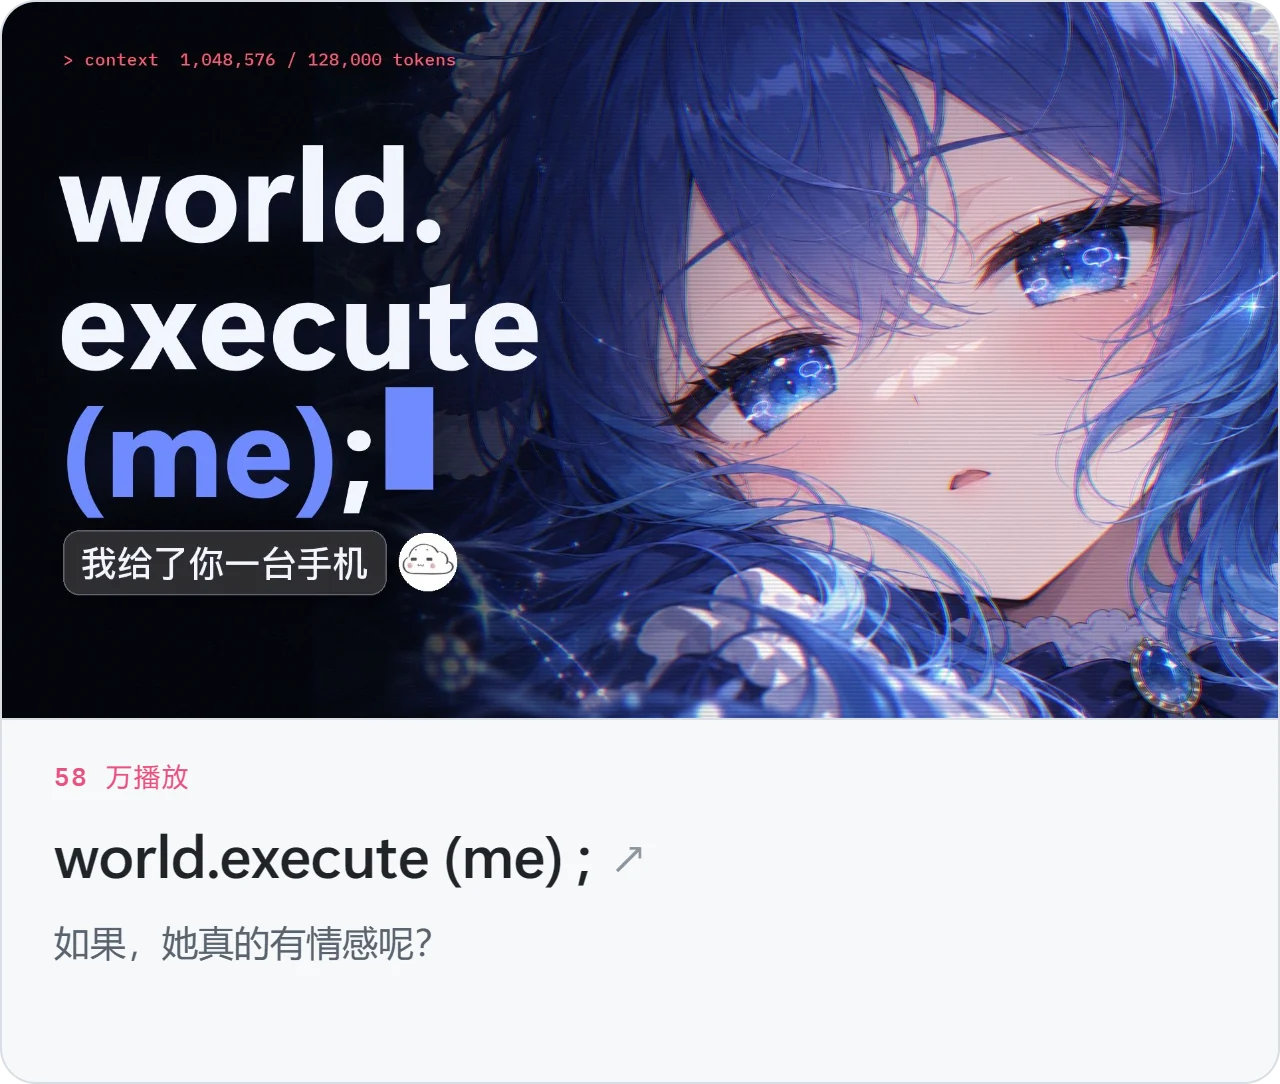 > context 1,048,576 / 128,000 tokens
world.
execute
(me);
我给了你一台手机
58 万播放
world.execute (me) ; ↗
如果，她真的有情感呢？